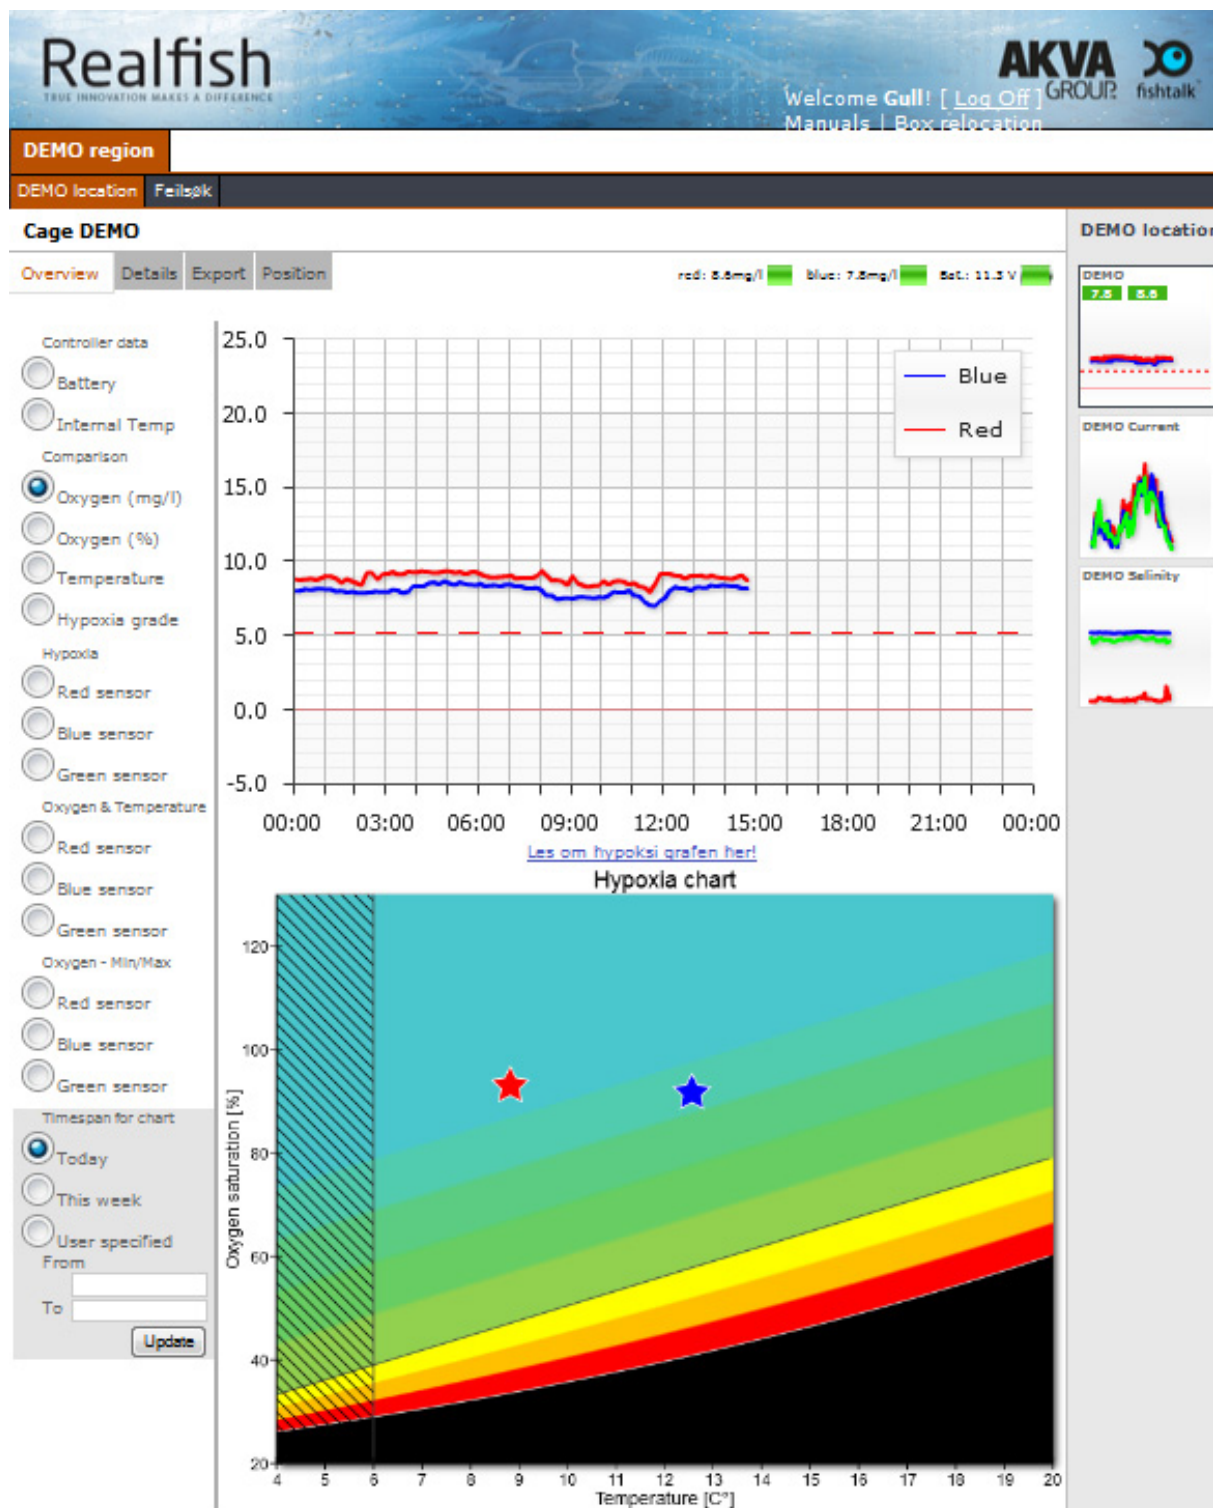 Realfish
TRUE INNOVATION MAKES A DIFFERENCE
AKVA GROUP
fishtalk
Welcome Gull! [ Log Off ]
Manuals | Box relocation
DEMO region
DEMO location Feilsøk
Cage DEMO
Overview Details Export Position
red: 8.6mg/l blue: 7.8mg/l Bat.: 11.3 V
Controller data
Battery
Internal Temp
Comparison
Oxygen (mg/l)
Oxygen (%)
Temperature
Hypoxia grade
Hypoxia
Red sensor
Blue sensor
Green sensor
Oxygen & Temperature
Red sensor
Blue sensor
Green sensor
Oxygen - Min/Max
Red sensor
Blue sensor
Green sensor
Timespan for chart
Today
This week
User specified
From
To
Update
25.0
20.0
15.0
10.0
5.0
0.0
-5.0
Blue
Red
00:00 03:00 06:00 09:00 12:00 15:00 18:00 21:00 00:00
Les om hypoksi grafen her!
Hypoxia chart
Oxygen saturation [%]
120
100
80
60
40
20
4 5 6 7 8 9 10 11 12 13 14 15 16 17 18 19 20
Temperature [C°]
DEMO location
DEMO
7.8 8.6
DEMO Current
DEMO Selinity